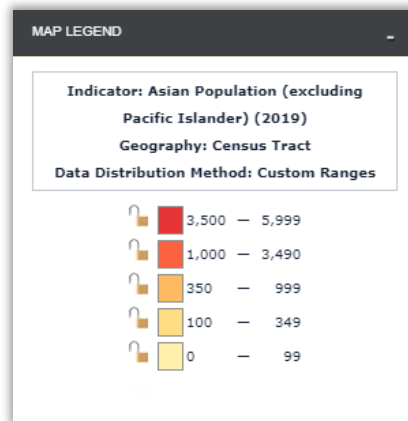 MAP LEGEND -
Indicator: Asian Population (excluding
Pacific Islander) (2019)
Geography: Census Tract
Data Distribution Method: Custom Ranges
3,500 — 5,999
1,000 — 3,490
350 — 999
100 — 349
0 — 99